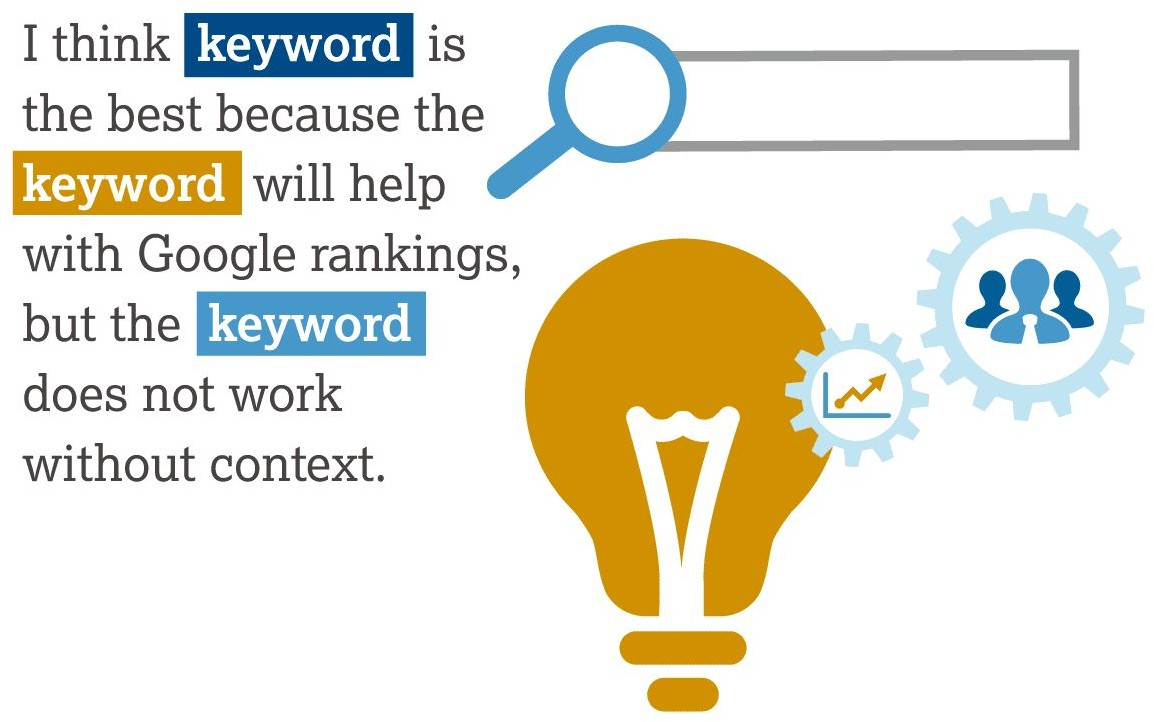 I think keyword is
the best because the
keyword will help
with Google rankings,
but the keyword
does not work
without context.